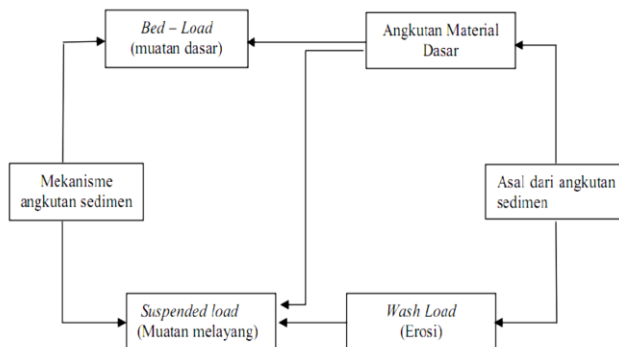 Bed – Load
(muatan dasar)
Angkutan Material
Dasar
Mekanisme
angkutan sedimen
Asal dari angkutan
sedimen
Suspended load
(Muatan melayang)
Wash Load
(Erosi)